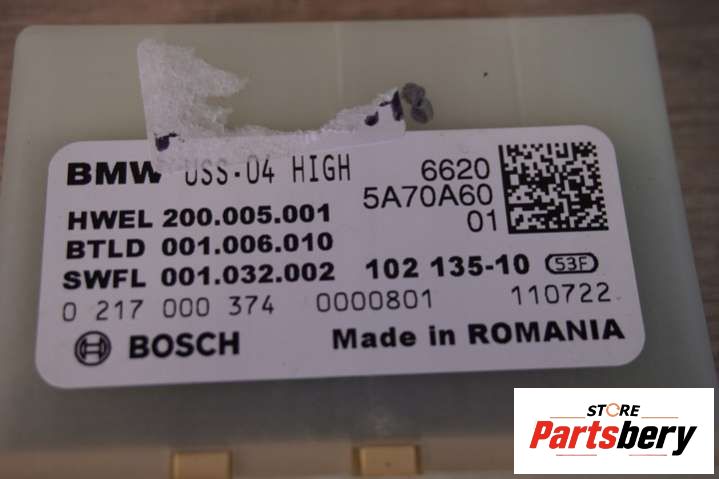 BMW USS-04 HIGH 6620
5A70A60
01
HWEL 200.005.001
BTLD 001.006.010
SWFL 001.032.002 102 135-10 53F
0 217 000 374 0000801 110722
BOSCH Made in ROMANIA
STORE
Partsbery